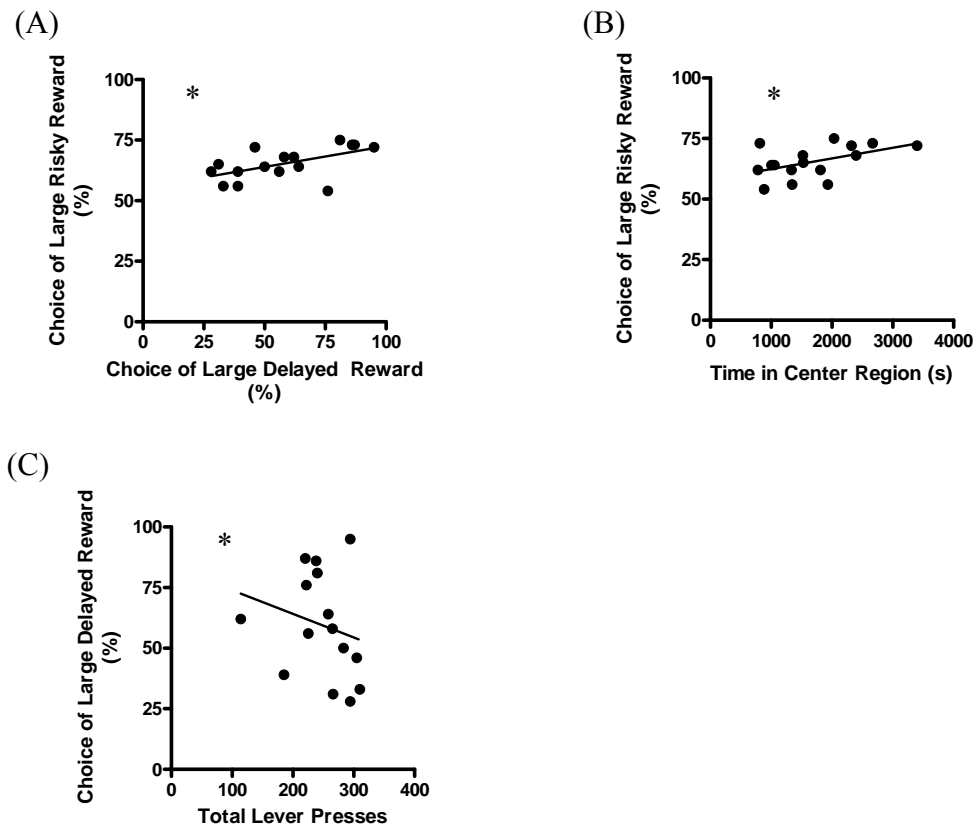 (A)
Choice of Large Risky Reward
(%)
100
75
50
25
0
*
0 25 50 75 100
Choice of Large Delayed Reward
(%)
(B)
Choice of Large Risky Reward
(%)
100
75
50
25
0
*
0 1000 2000 3000 4000
Time in Center Region (s)
(C)
Choice of Large Delayed Reward
(%)
100
75
50
25
0
*
0 100 200 300 400
Total Lever Presses